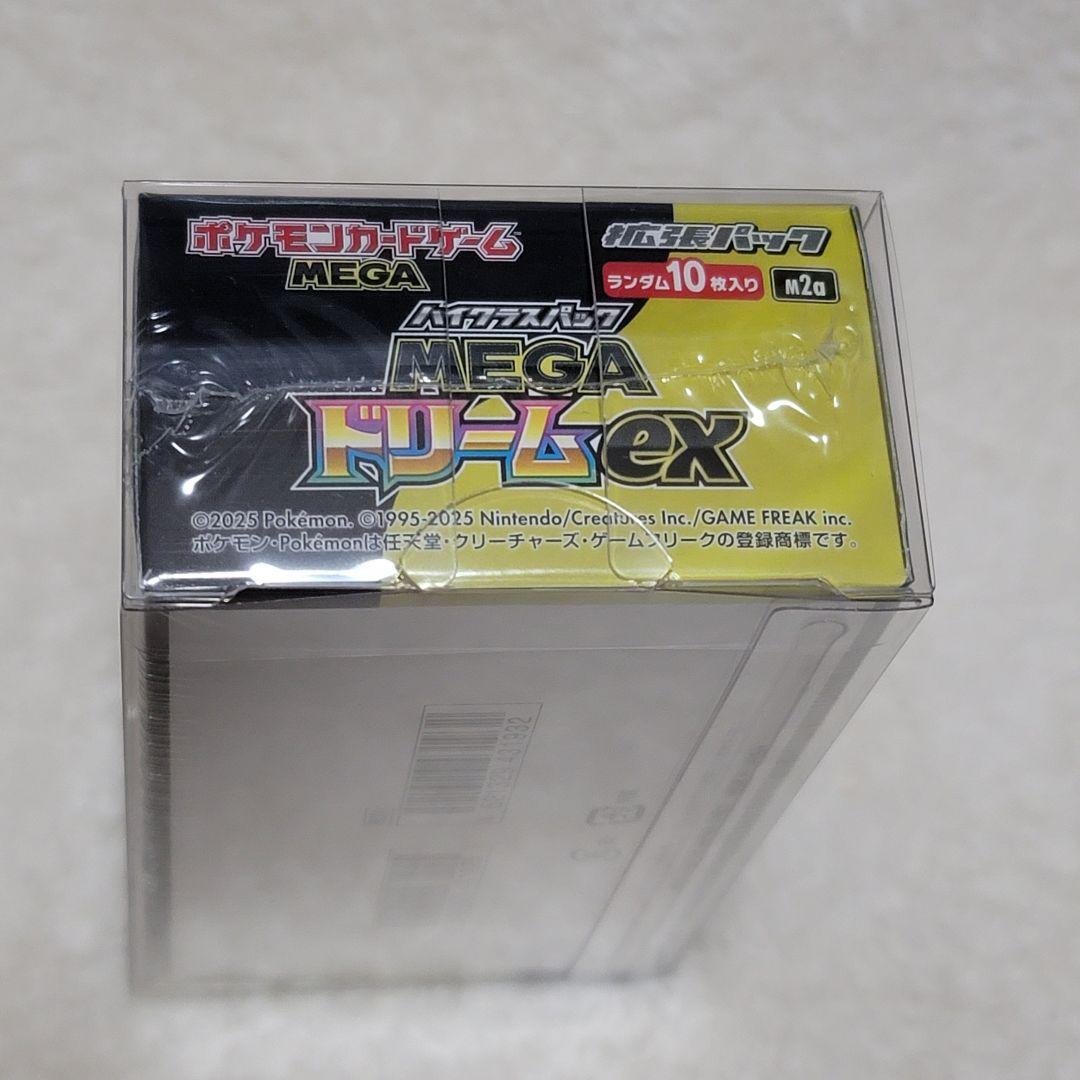 ポケモンカードゲーム
MEGA
拡張パック
ランダム10枚入り
M2a
ハイクラスパック
MEGA
ドリームex
©2025 Pokémon. ©1995-2025 Nintendo/Creatures Inc./GAME FREAK inc.
ポケモン・Pokémonは任天堂・クリーチャーズ・ゲームフリークの登録商標です。